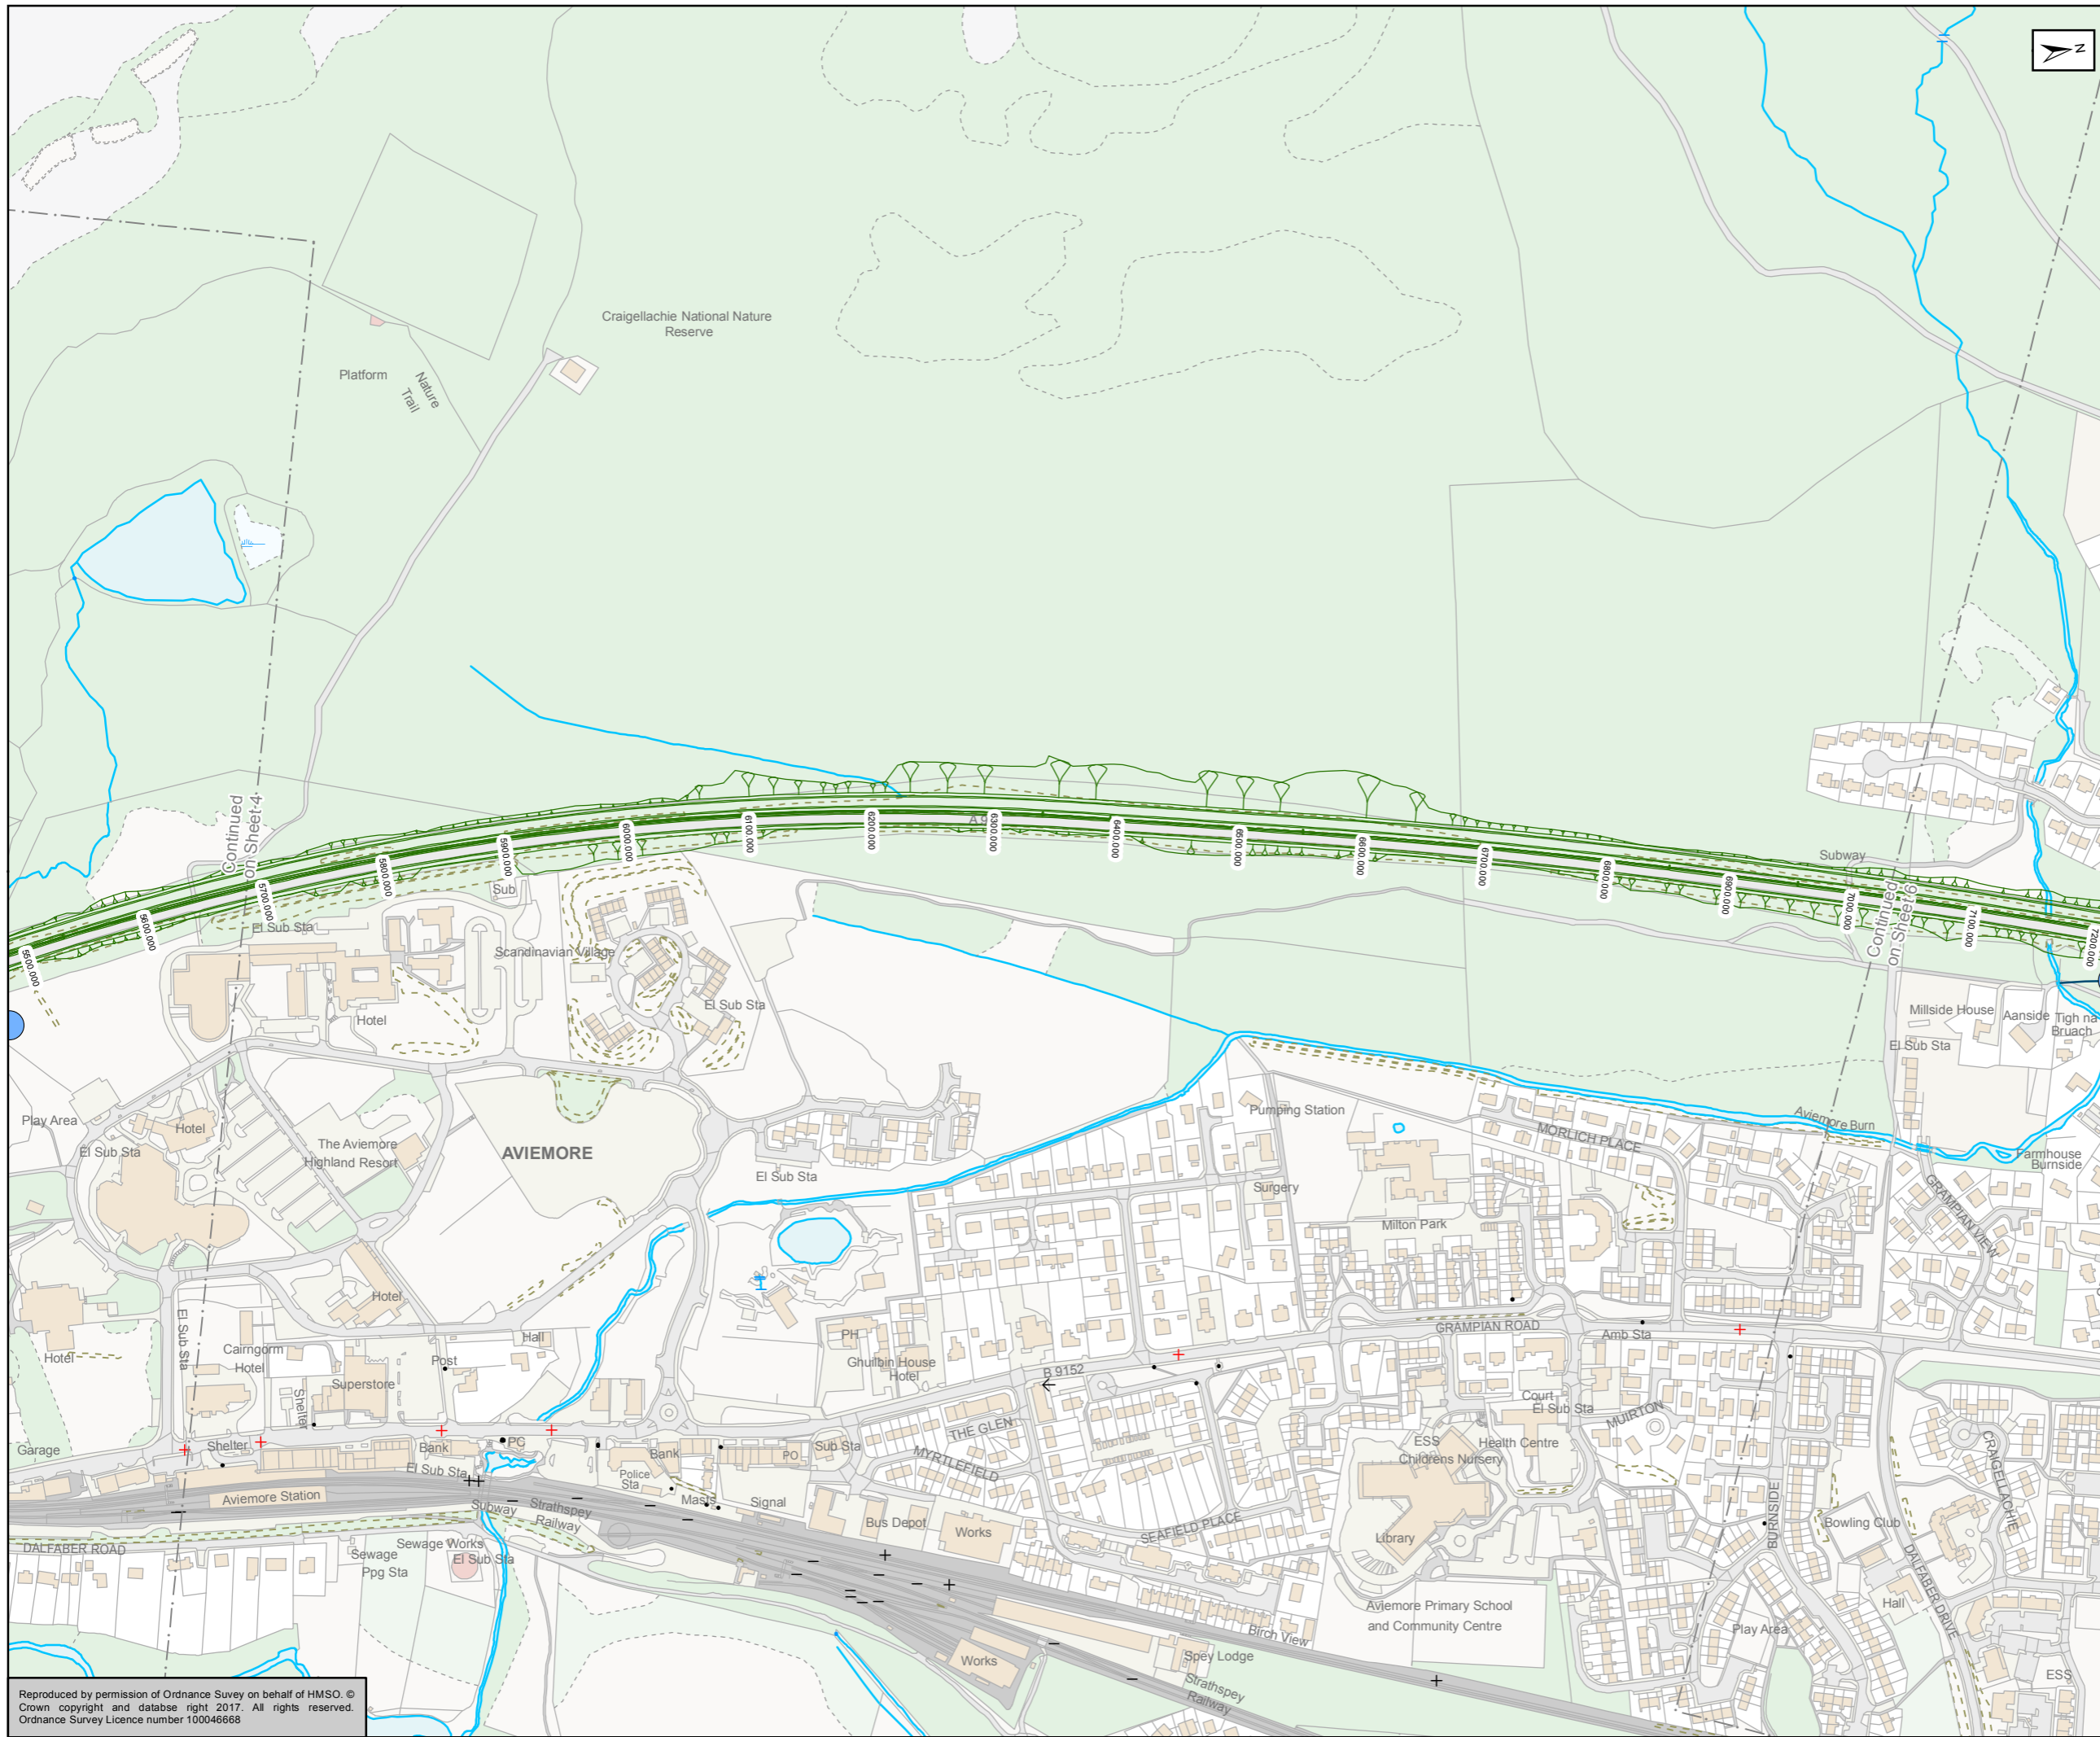 N
Craigellachie National Nature
Reserve
Platform
Nature
Trail
Continued
on Sheet 4
5500.000
5600.000
5700.000
5800.000
5900.000
6000.000
6100.000
6200.000
6300.000
6400.000
6500.000
6600.000
6700.000
6800.000
6900.000
7000.000
7100.000
7200.000
Subway
Continued
on Sheet 6
Sub
El Sub Sta
Scandinavian Village
El Sub Sta
Hotel
Millside House
Aanside
Tigh na
Bruach
El Sub Sta
Play Area
Hotel
El Sub Sta
The Aviemore
Highland Resort
AVIEMORE
El Sub Sta
Pumping Station
MORLICH PLACE
Aviemore Burn
Farmhouse
Burnside
Surgery
Milton Park
GRAMPIAN VIEW
Hotel
El Sub Sta
Hotel
Cairngorm
Hotel
Shelter
Superstore
Post
Hall
PH
Ghuilbin House
Hotel
B 9152
GRAMPIAN ROAD
Amb Sta
Court
El Sub Sta
MUIRTON
THE GLEN
MYRTLEFIELD
ESS
Childrens Nursery
Health Centre
CRAIGELLACHIE
Garage
Shelter
Bank
PC
El Sub Sta
Bank
PO
Sub Sta
Police
Sta
Masts
Signal
Aviemore Station
Subway
Strathspey
Railway
Bus Depot
Works
SEAFIELD PLACE
Library
BURNSIDE
Bowling Club
DALFABER ROAD
Sewage
Ppg Sta
Sewage Works
El Sub Sta
Hall
DALFABER DRIVE
Aviemore Primary School
and Community Centre
Play Area
Birch View
Works
Spey Lodge
Strathspey
Railway
ESS
Reproduced by permission of Ordnance Suvey on behalf of HMSO. ©
Crown copyright and databse right 2017. All rights reserved.
Ordnance Survey Licence number 100046668